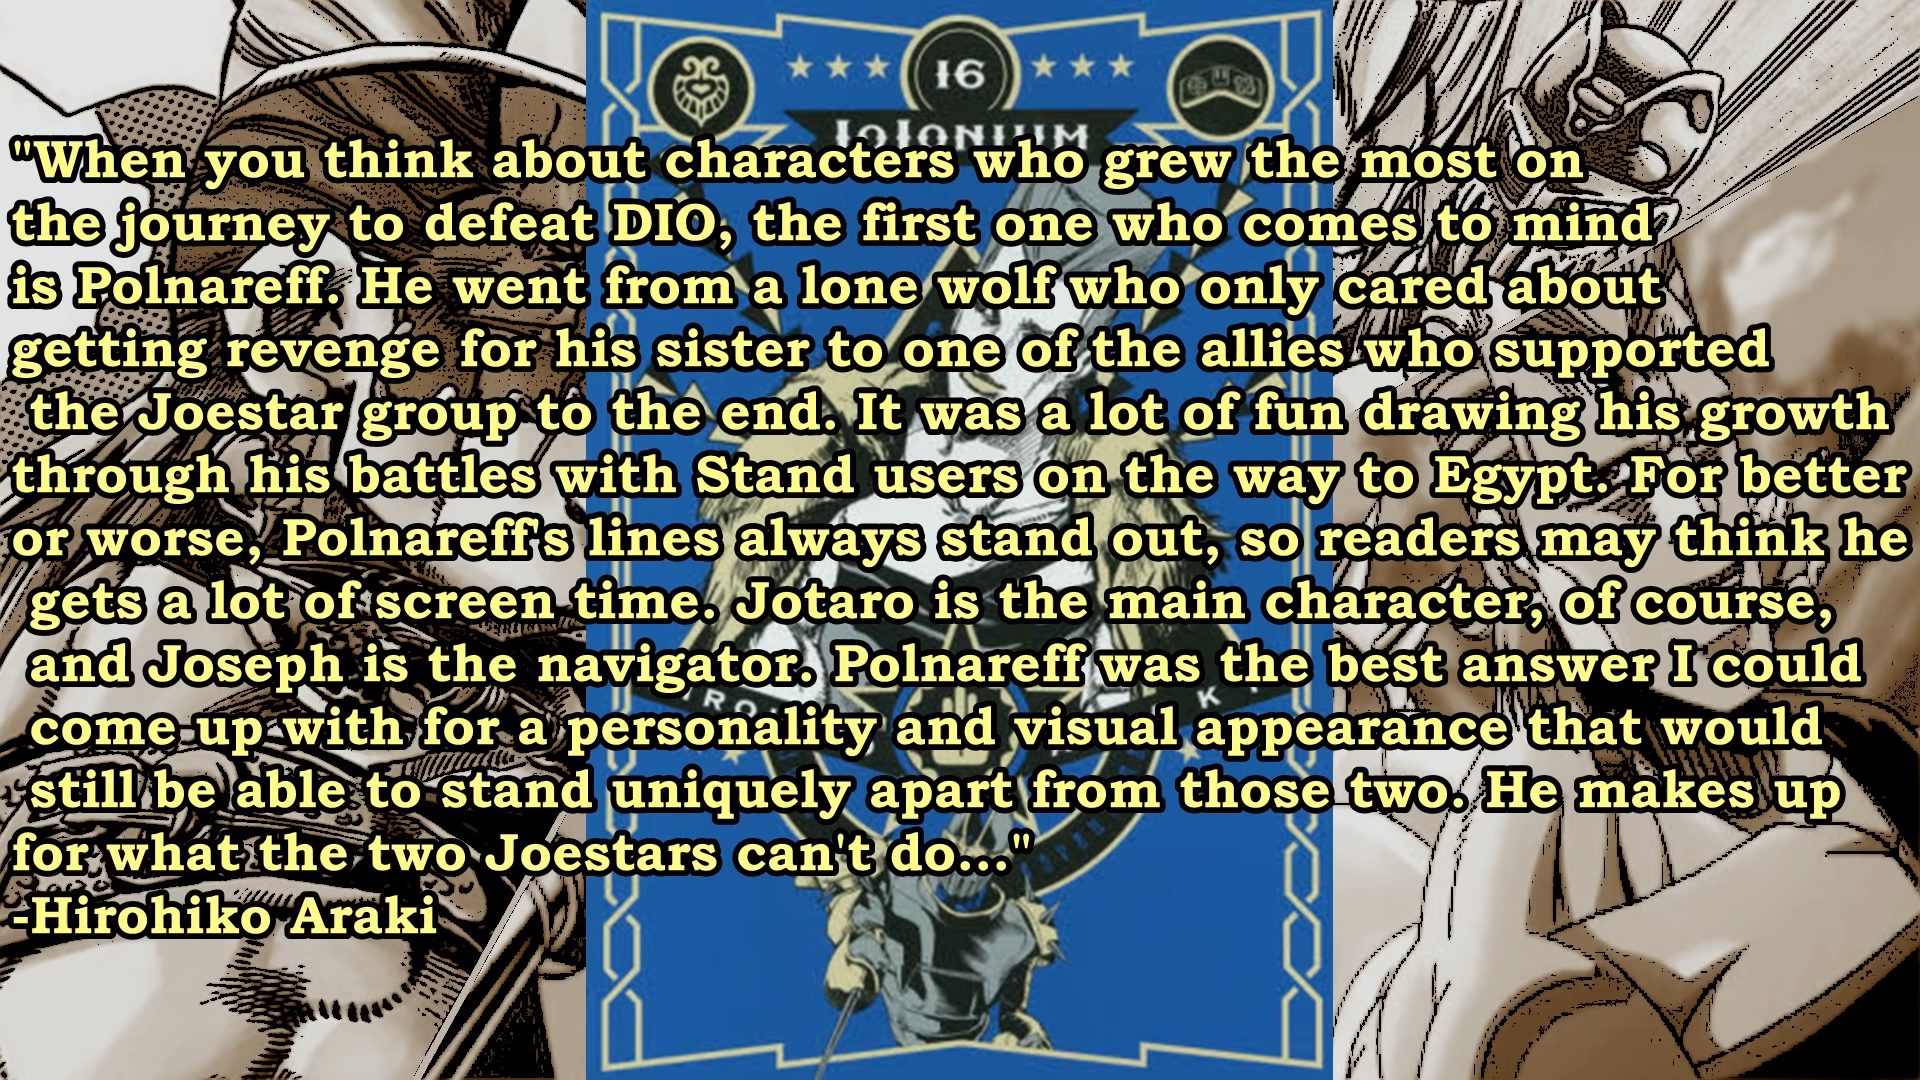 16
JoJonium
"When you think about characters who grew the most on
the journey to defeat DIO, the first one who comes to mind
is Polnareff. He went from a lone wolf who only cared about
getting revenge for his sister to one of the allies who supported
the Joestar group to the end. It was a lot of fun drawing his growth
through his battles with Stand users on the way to Egypt. For better
or worse, Polnareff's lines always stand out, so readers may think he
gets a lot of screen time. Jotaro is the main character, of course,
and Joseph is the navigator. Polnareff was the best answer I could
come up with for a personality and visual appearance that would
still be able to stand uniquely apart from those two. He makes up
for what the two Joestars can't do..."
-Hirohiko Araki